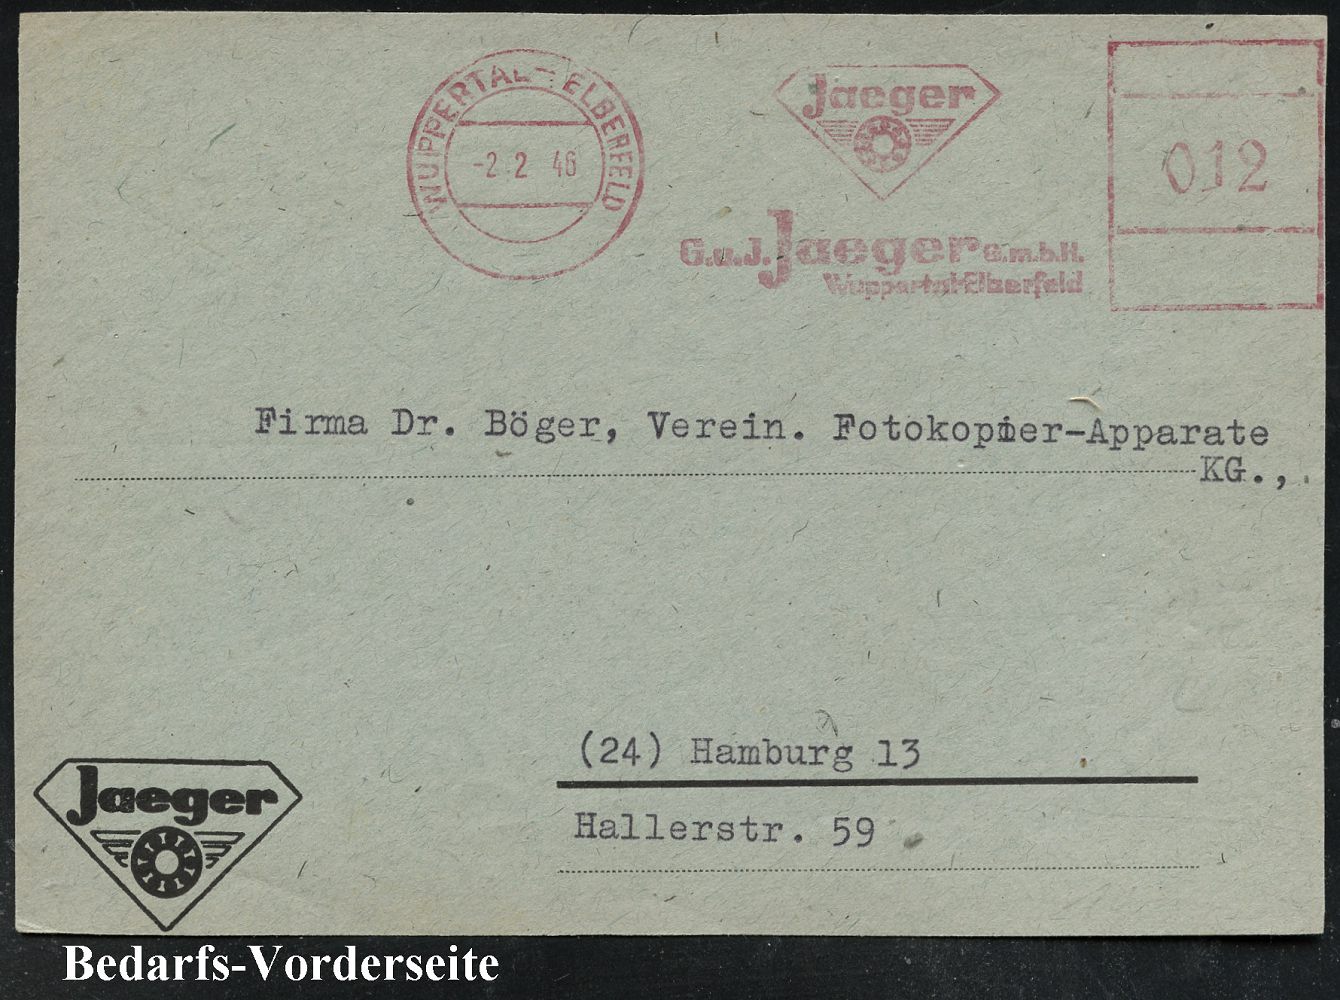 WUPPERTAL-ELBERFELD
-2.2 46
Jaeger
012
G.u.J. Jaeger G.m.b.H.
Wuppertal-Elberfeld
Firma Dr. Böger, Verein. Fotokopier-Apparate
KG.,
(24) Hamburg 13
Hallerstr. 59
Jaeger
Bedarfs-Vorderseite